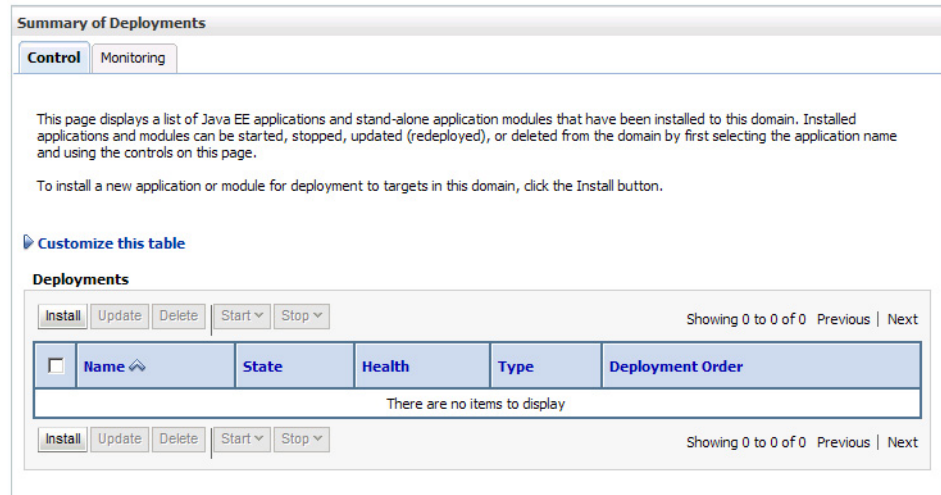 Summary of Deployments
Control Monitoring
This page displays a list of Java EE applications and stand-alone application modules that have been installed to this domain. Installed
applications and modules can be started, stopped, updated (redeployed), or deleted from the domain by first selecting the application name
and using the controls on this page.
To install a new application or module for deployment to targets in this domain, click the Install button.
Customize this table
Deployments
Install Update Delete Start Stop Showing 0 to 0 of 0 Previous | Next
Name State Health Type Deployment Order
There are no items to display
Install Update Delete Start Stop Showing 0 to 0 of 0 Previous | Next